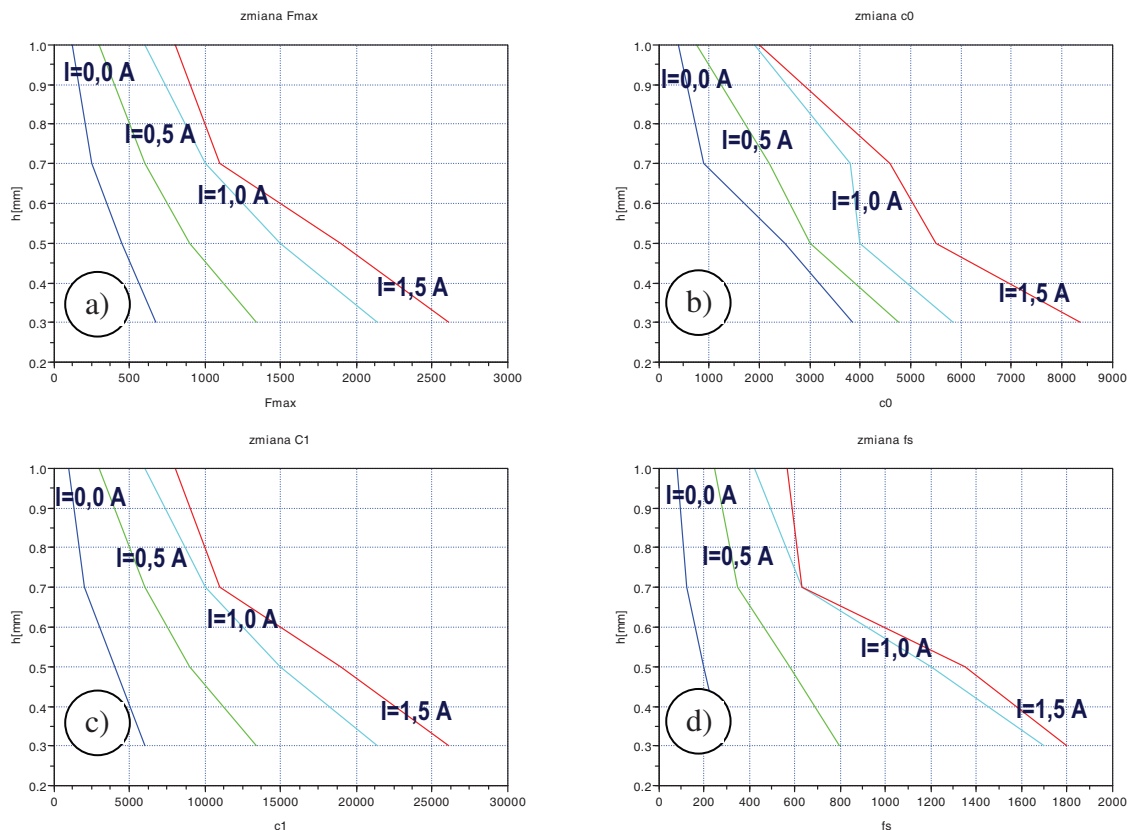 zmiana Fmax
1.0
0.9
0.8
0.7
0.6
0.5
0.4
0.3
0.2
h[mm]
I=0,0 A
I=0,5 A
I=1,0 A
I=1,5 A
a)
0 500 1000 1500 2000 2500 3000
Fmax
zmiana c0
1.0
0.9
0.8
0.7
0.6
0.5
0.4
0.3
0.2
h[mm]
I=0,0 A
I=0,5 A
I=1,0 A
I=1,5 A
b)
0 1000 2000 3000 4000 5000 6000 7000 8000 9000
c0
zmiana C1
1.0
0.9
0.8
0.7
0.6
0.5
0.4
0.3
0.2
h[mm]
I=0,0 A
I=0,5 A
I=1,0 A
I=1,5 A
c)
0 5000 10000 15000 20000 25000 30000
c1
zmiana fs
1.0
0.9
0.8
0.7
0.6
0.5
0.4
0.3
0.2
h[mm]
I=0,0 A
I=0,5 A
I=1,0 A
I=1,5 A
d)
0 200 400 600 800 1000 1200 1400 1600 1800 2000
fs